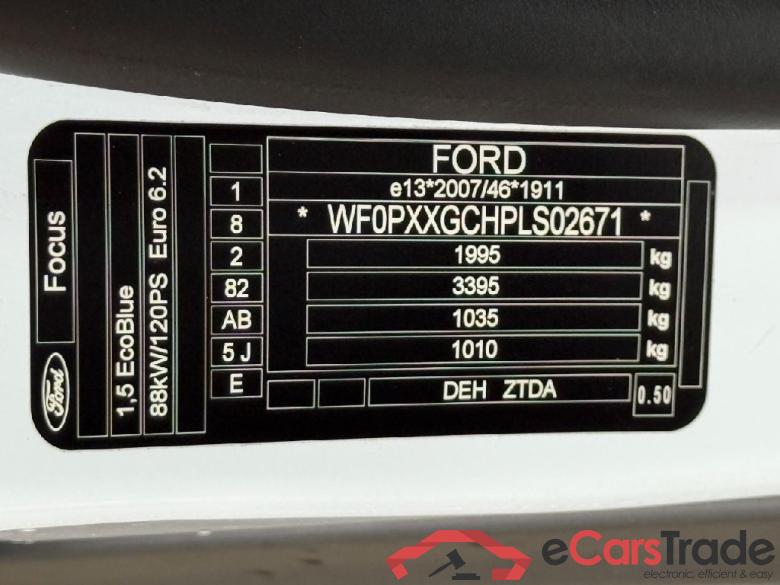 Focus
Ford
1,5 EcoBlue
88kW/120PS Euro 6.2
1
8
2
82
AB
5 J
E
FORD
e13*2007/46*1911
* WF0PXXGCHPLS02671 *
1995 kg
3395 kg
1035 kg
1010 kg
DEH ZTDA
0.50
eCarsTrade
electronic, efficient & easy